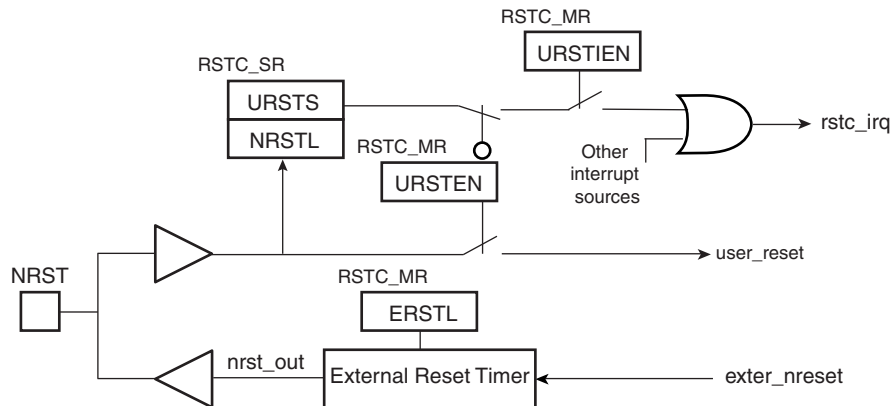 RSTC_MR
URSTIEN
RSTC_SR
URSTS
NRSTL
rstc_irq
RSTC_MR
URSTEN
Other
interrupt
sources
user_reset
NRST
RSTC_MR
ERSTL
nrst_out
External Reset Timer
exter_nreset